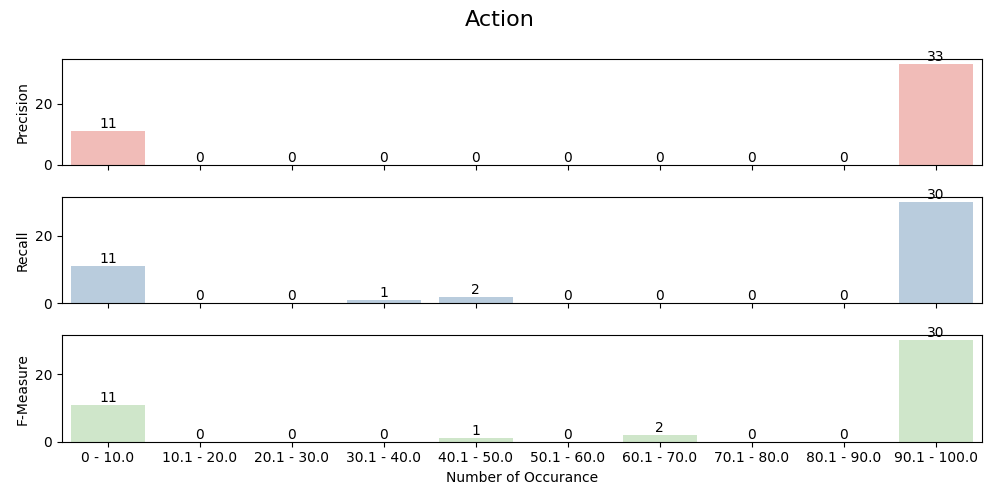 Action
Precision
20
0
11 0 0 0 0 0 0 0 0 33
Recall
20
0
11 0 0 1 2 0 0 0 0 30
F-Measure
20
0
11 0 0 0 1 0 2 0 0 30
0 - 10.0 10.1 - 20.0 20.1 - 30.0 30.1 - 40.0 40.1 - 50.0 50.1 - 60.0 60.1 - 70.0 70.1 - 80.0 80.1 - 90.0 90.1 - 100.0
Number of Occurance